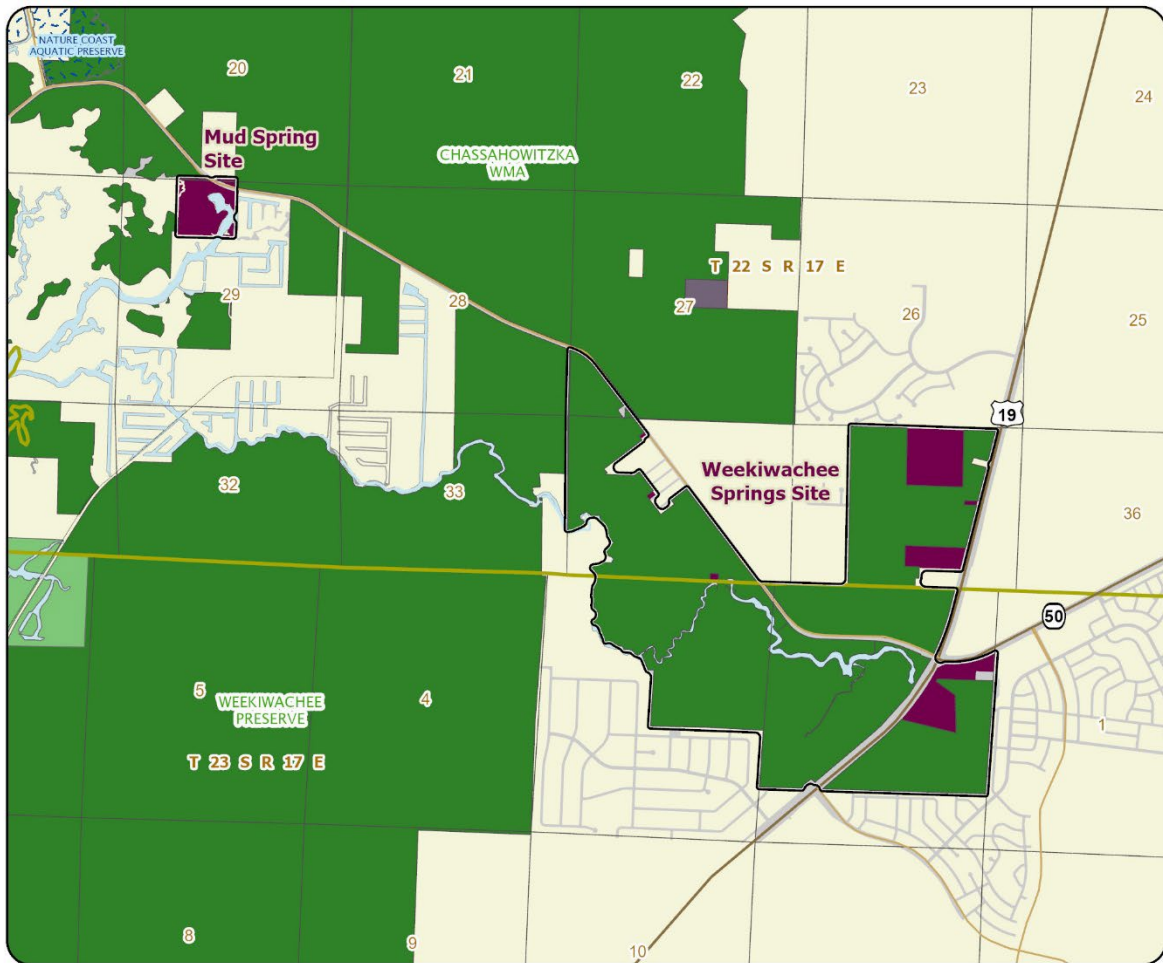 NATURE COAST
AQUATIC PRESERVE
20
21
22
23
24
Mud Spring
Site
CHASSAHOWITZKA
WMA
T 22 S R 17 E
29
28
27
26
25
19
Weekiwachee
Springs Site
32
33
36
50
5
4
1
WEEKIWACHEE
PRESERVE
T 23 S R 17 E
8
9
10